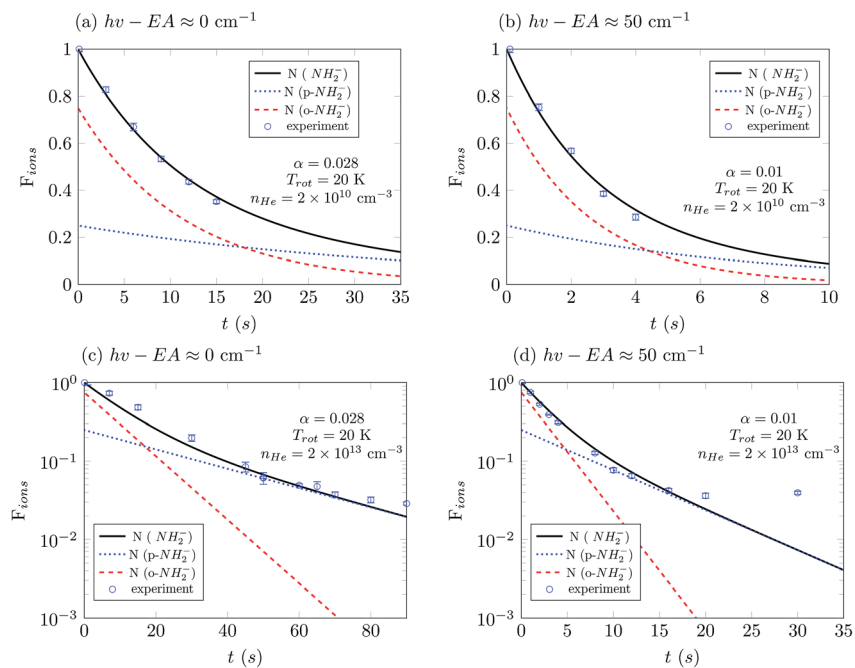 (a) hν − EA ≈ 0 cm⁻¹
1
0.8
0.6
0.4
0.2
0
F_ions
N ( NH₂⁻)
N (p-NH₂⁻)
N (o-NH₂⁻)
experiment
α = 0.028
T_rot = 20 K
n_He = 2 × 10¹⁰ cm⁻³
0 5 10 15 20 25 30 35
t (s)
(b) hν − EA ≈ 50 cm⁻¹
1
0.8
0.6
0.4
0.2
0
F_ions
N ( NH₂⁻)
N (p-NH₂⁻)
N (o-NH₂⁻)
experiment
α = 0.01
T_rot = 20 K
n_He = 2 × 10¹⁰ cm⁻³
0 2 4 6 8 10
t (s)
(c) hν − EA ≈ 0 cm⁻¹
10⁰
10⁻¹
10⁻²
10⁻³
F_ions
α = 0.028
T_rot = 20 K
n_He = 2 × 10¹³ cm⁻³
N ( NH₂⁻)
N (p-NH₂⁻)
N (o-NH₂⁻)
experiment
0 20 40 60 80
t (s)
(d) hν − EA ≈ 50 cm⁻¹
10⁰
10⁻¹
10⁻²
10⁻³
F_ions
α = 0.01
T_rot = 20 K
n_He = 2 × 10¹³ cm⁻³
N ( NH₂⁻)
N (p-NH₂⁻)
N (o-NH₂⁻)
experiment
0 5 10 15 20 25 30 35
t (s)